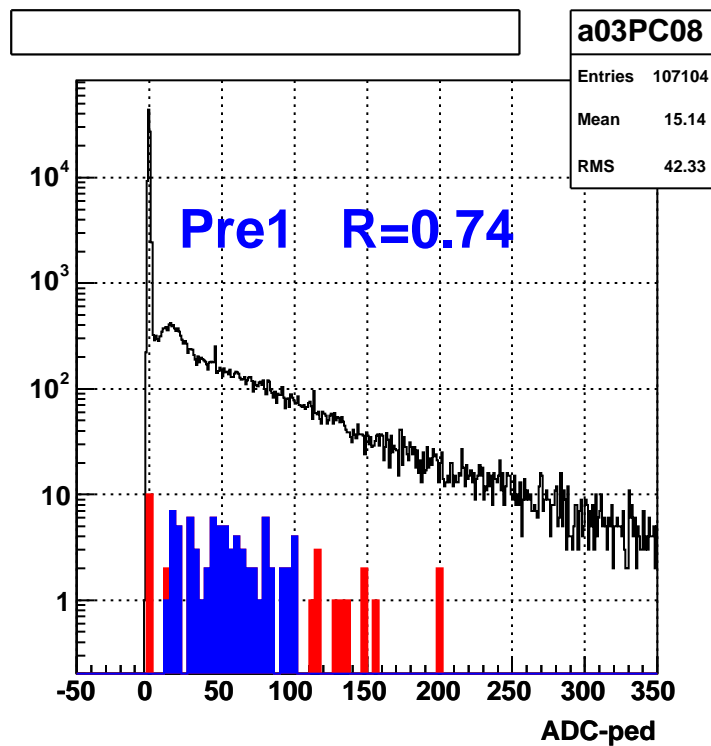 a03PC08
Entries 107104
Mean 15.14
RMS 42.33
Pre1 R=0.74
10^4
10^3
10^2
10
1
-50 0 50 100 150 200 250 300 350
ADC-ped